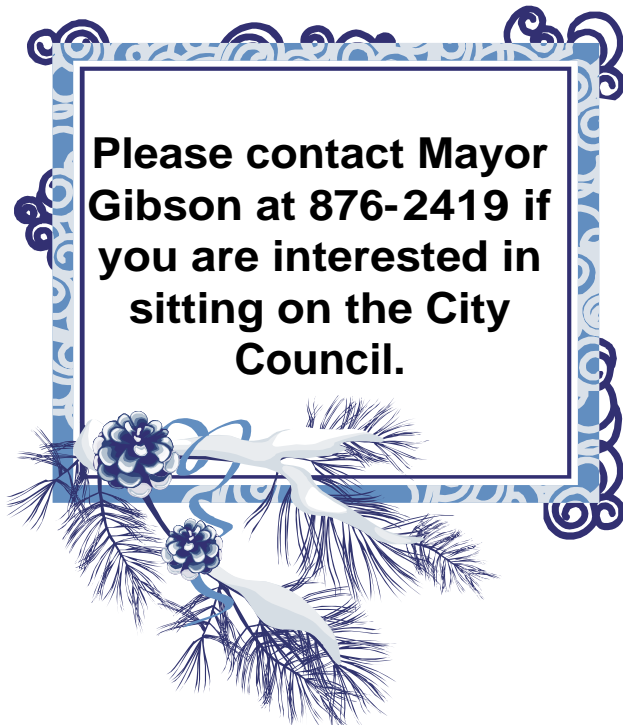 Please contact Mayor
Gibson at 876-2419 if
you are interested in
sitting on the City
Council.